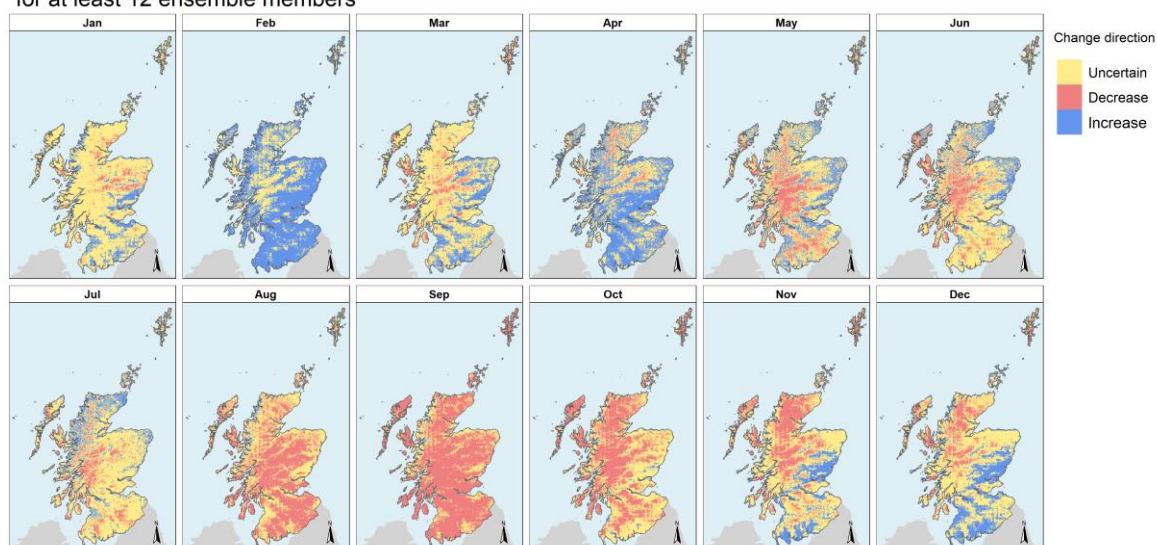 for at least 12 ensemble members
Jan
Feb
Mar
Apr
May
Jun
Change direction
Uncertain
Decrease
Increase
Jul
Aug
Sep
Oct
Nov
Dec
N
N
N
N
N
N
N
N
N
N
N
N